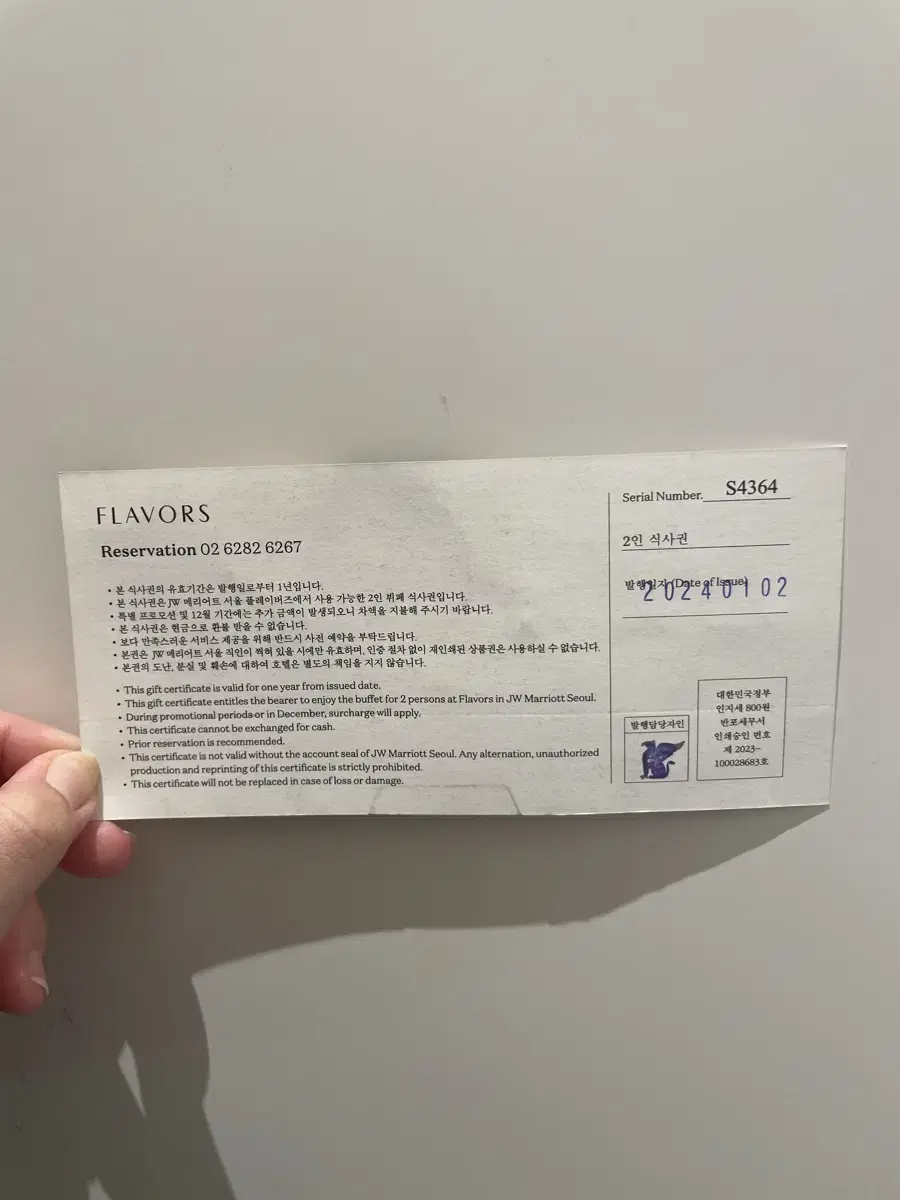 FLAVORS
Reservation 02 6282 6267
• 본 식사권의 유효기간은 발행일로부터 1년입니다.
• 본 식사권은 JW 메리어트 서울 플레이버즈에서 사용 가능한 2인 뷔페 식사권입니다.
• 특별 프로모션 및 12월 기간에는 추가 금액이 발생되오니 차액을 지불해 주시기 바랍니다.
• 본 식사권은 현금으로 환불 받을 수 없습니다.
• 보다 만족스러운 서비스 제공을 위해 반드시 사전 예약을 부탁드립니다.
• 본권은 JW 메리어트 서울 직인이 찍혀 있을 시에만 유효하며, 인증 절차 없이 재인쇄된 상품권은 사용하실 수 없습니다.
• 본권의 도난, 분실 및 훼손에 대하여 호텔은 별도의 책임을 지지 않습니다.
• This gift certificate is valid for one year from issued date.
• This gift certificate entitles the bearer to enjoy the buffet for 2 persons at Flavors in JW Marriott Seoul.
• During promotional periods or in December, surcharge will apply.
• This certificate cannot be exchanged for cash.
• Prior reservation is recommended.
• This certificate is not valid without the account seal of JW Marriott Seoul. Any alternation, unauthorized
production and reprinting of this certificate is strictly prohibited.
• This certificate will not be replaced in case of loss or damage.
Serial Number. S4364
2인 식사권
발행일자 (Date of Issue)
20240102
발행담당자인
대한민국정부
인지세 800원
반포세무서
인쇄승인 번호
제 2023-
100028683호